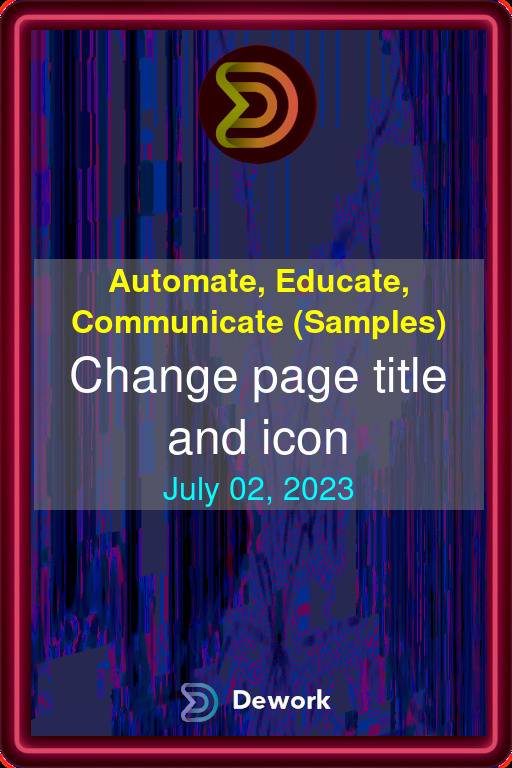 Automate, Educate,
Communicate (Samples)
Change page title
and icon
July 02, 2023
Dework